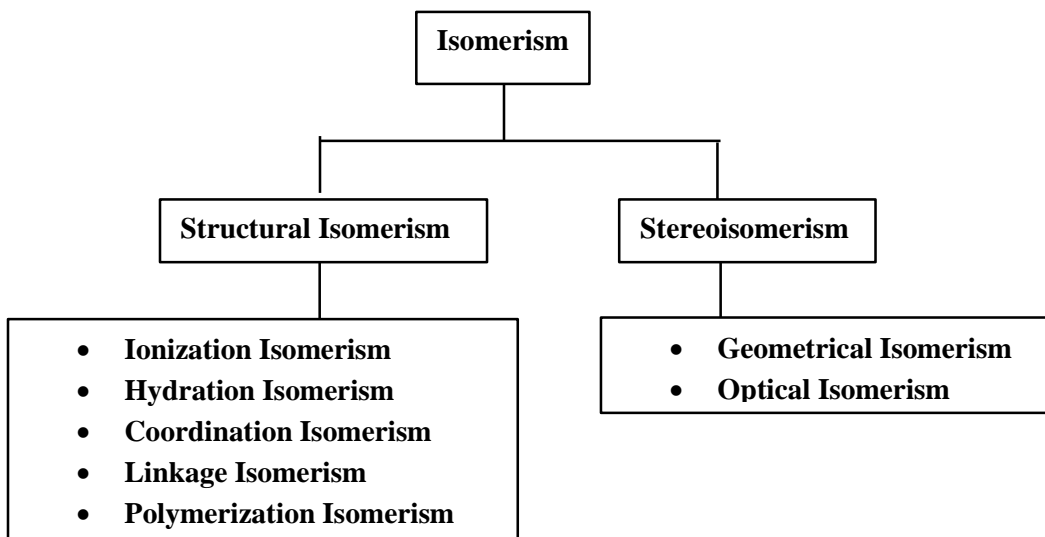 Isomerism
Structural Isomerism
Stereoisomerism
• Ionization Isomerism
• Hydration Isomerism
• Coordination Isomerism
• Linkage Isomerism
• Polymerization Isomerism
• Geometrical Isomerism
• Optical Isomerism